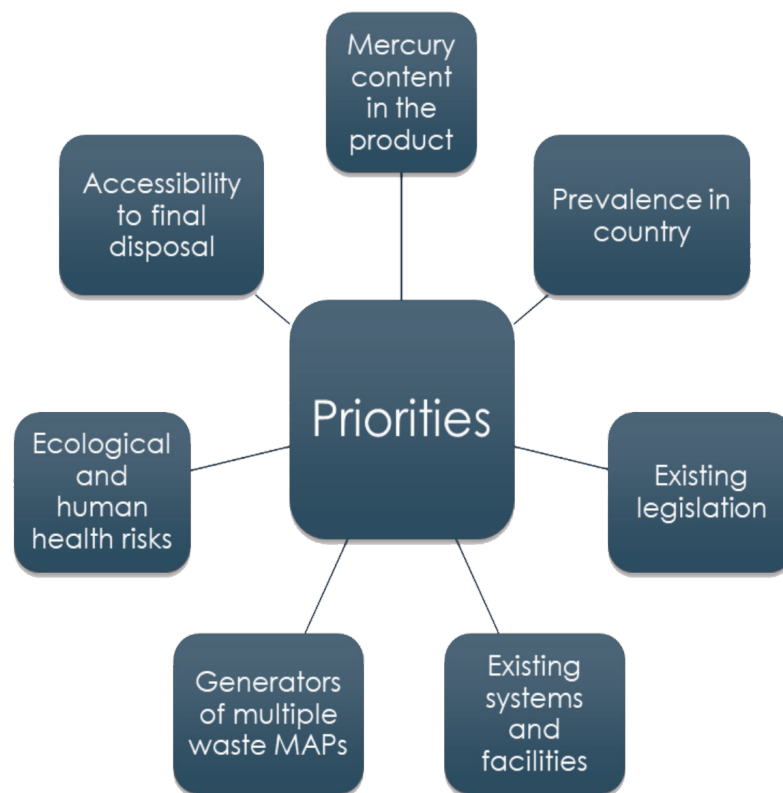 Mercury
content
in the
product
Prevalence in
country
Existing
legislation
Existing
systems
and
facilities
Generators
of multiple
waste MAPs
Ecological
and
human
health risks
Accessibility
to final
disposal
Priorities